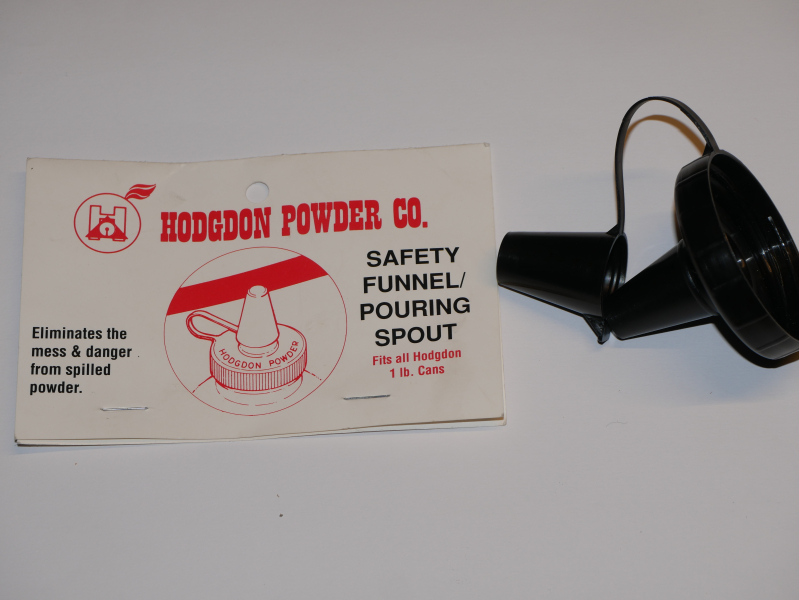 H
HODGDON POWDER CO.
SAFETY
FUNNEL/
POURING
SPOUT
Fits all Hodgdon
1 lb. Cans
HODGDON POWDER
Eliminates the
mess & danger
from spilled
powder.